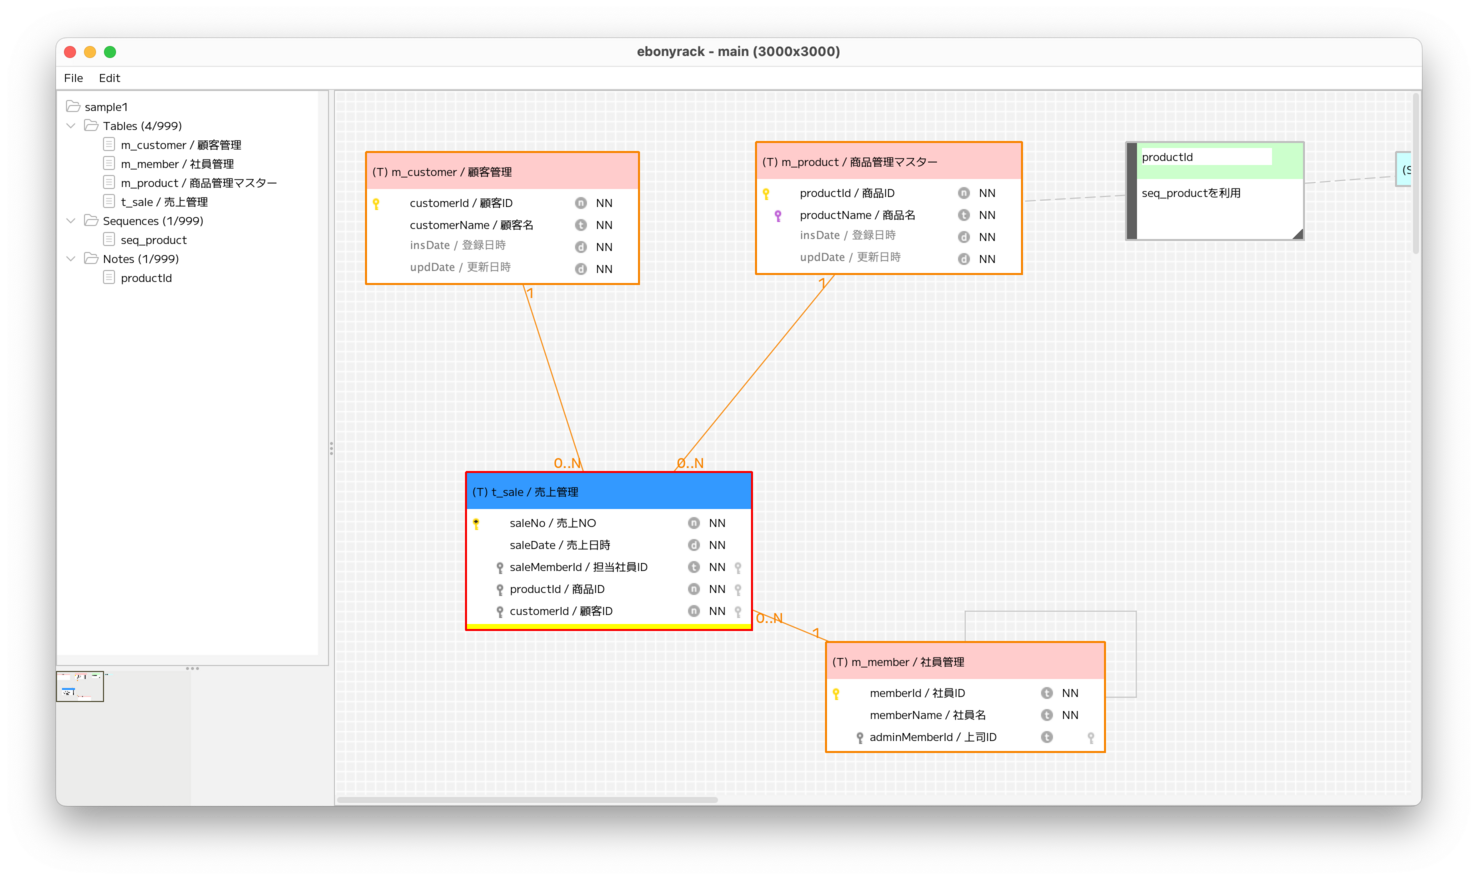 ebonyrack - main (3000x3000)
File Edit
sample1
Tables (4/999)
m_customer / 顧客管理
m_member / 社員管理
m_product / 商品管理マスター
t_sale / 売上管理
Sequences (1/999)
seq_product
Notes (1/999)
productId
(T) m_customer / 顧客管理
customerId / 顧客ID n NN
customerName / 顧客名 t NN
insDate / 登録日時 d NN
updDate / 更新日時 d NN
1
(T) m_product / 商品管理マスター
productId / 商品ID n NN
productName / 商品名 t NN
insDate / 登録日時 d NN
updDate / 更新日時 d NN
1
productId
seq_productを利用
(S
0..N
0..N
(T) t_sale / 売上管理
saleNo / 売上NO n NN
saleDate / 売上日時 d NN
saleMemberId / 担当社員ID t NN
productId / 商品ID n NN
customerId / 顧客ID n NN
0..N
1
(T) m_member / 社員管理
memberId / 社員ID t NN
memberName / 社員名 t NN
adminMemberId / 上司ID t